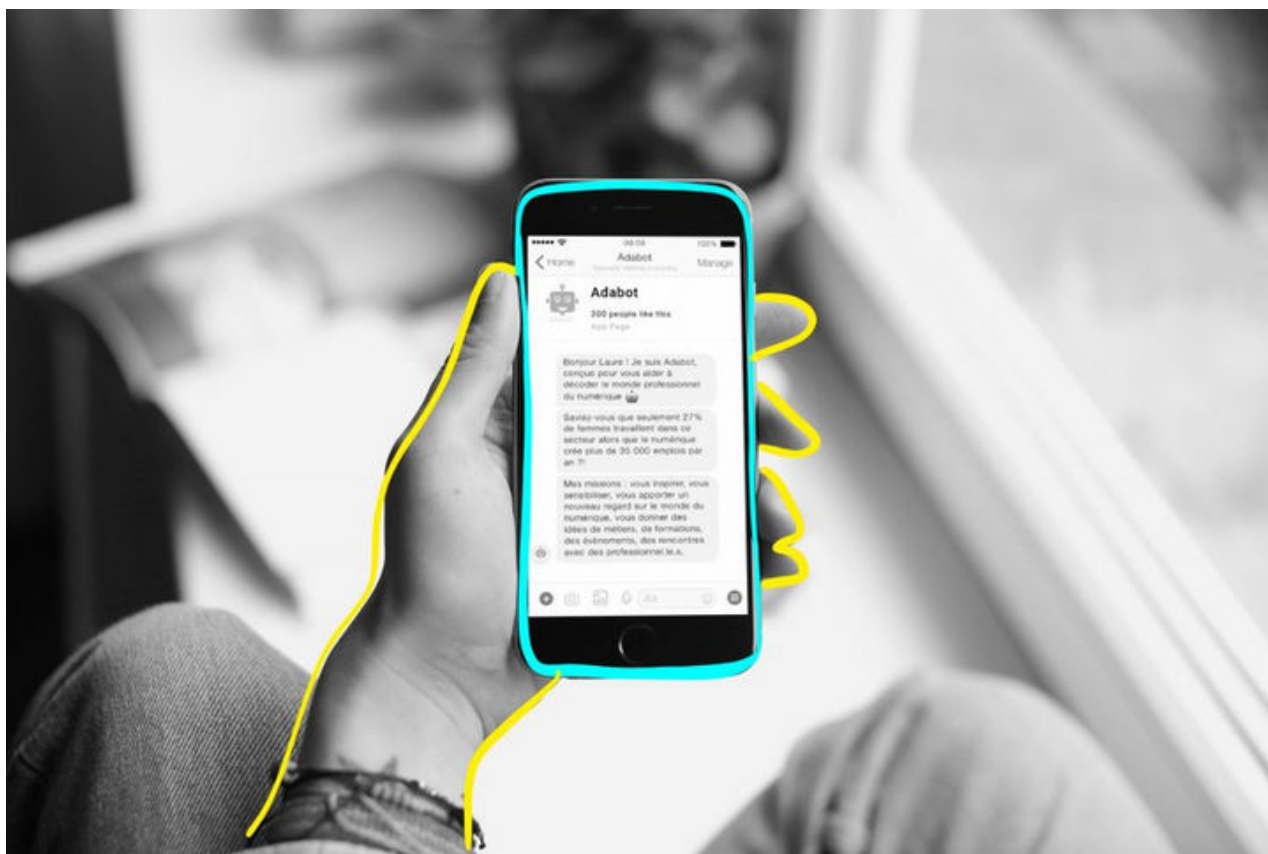 09:59 100%
Home Adabot Manage
Adabot
300 people like this
App Page
Bonjour Laure ! Je suis Adabot,
conçue pour vous aider à
décoder le monde professionnel
du numérique
Saviez-vous que seulement 27%
de femmes travaillent dans ce
secteur alors que le numérique
crée plus de 35 000 emplois par
an ?!
Mes missions : vous inspirer, vous
sensibiliser, vous apporter un
nouveau regard sur le monde du
numérique, vous donner des
idées de métiers, de formations,
des évènements, des rencontres
avec des professionnel.le.s.
Aa